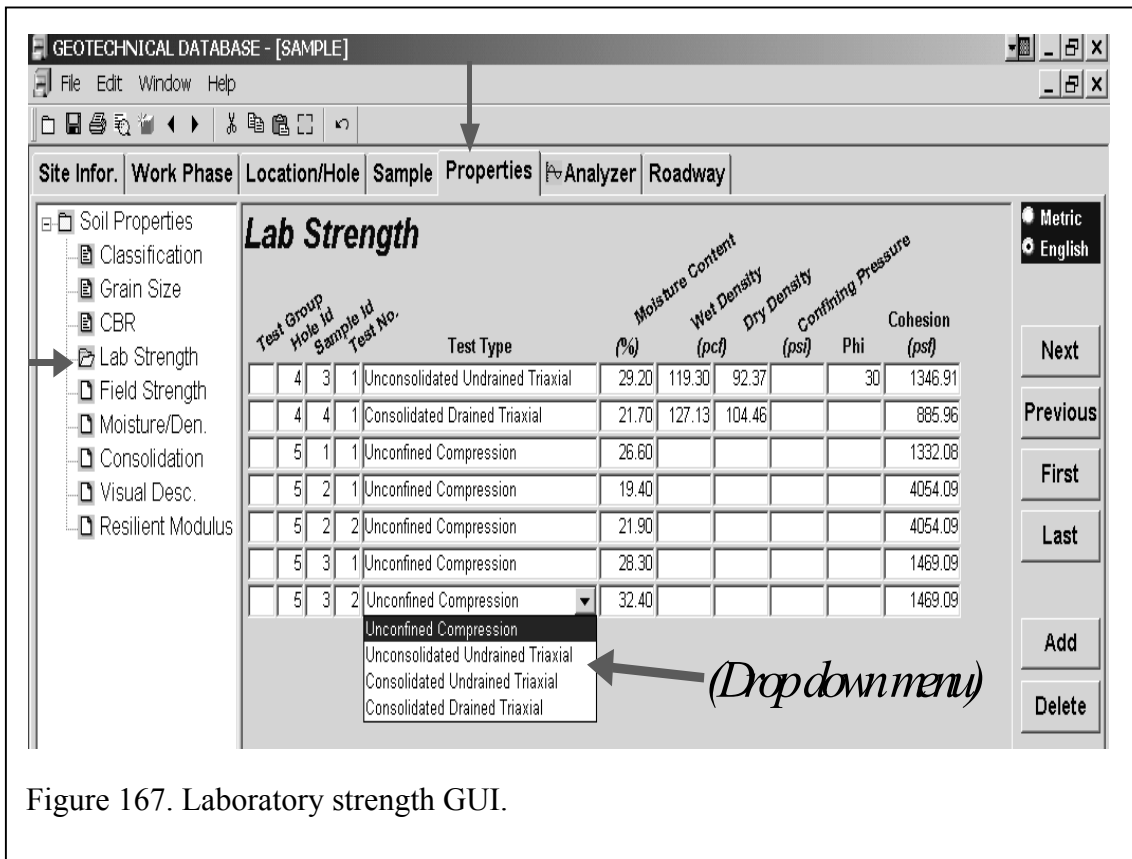 GEOTECHNICAL DATABASE - [SAMPLE]
File Edit Window Help
Site Infor. Work Phase Location/Hole Sample Properties Analyzer Roadway
Soil Properties
Classification
Grain Size
CBR
Lab Strength
Field Strength
Moisture/Den.
Consolidation
Visual Desc.
Resilient Modulus
Lab Strength
Test Group Hole Id Sample Id Test No. Test Type Moisture Content (%) Wet Density Dry Density (pcf) Confining Pressure (psi) Phi Cohesion (psf)
4 3 1 Unconsolidated Undrained Triaxial 29.20 119.30 92.37 30 1346.91
4 4 1 Consolidated Drained Triaxial 21.70 127.13 104.46 885.96
5 1 1 Unconfined Compression 26.60 1332.08
5 2 1 Unconfined Compression 19.40 4054.09
5 2 2 Unconfined Compression 21.90 4054.09
5 3 1 Unconfined Compression 28.30 1469.09
5 3 2 Unconfined Compression 32.40 1469.09
Unconfined Compression
Unconsolidated Undrained Triaxial
Consolidated Undrained Triaxial
Consolidated Drained Triaxial
(Drop down menu)
Metric
English
Next
Previous
First
Last
Add
Delete
Figure 167. Laboratory strength GUI.